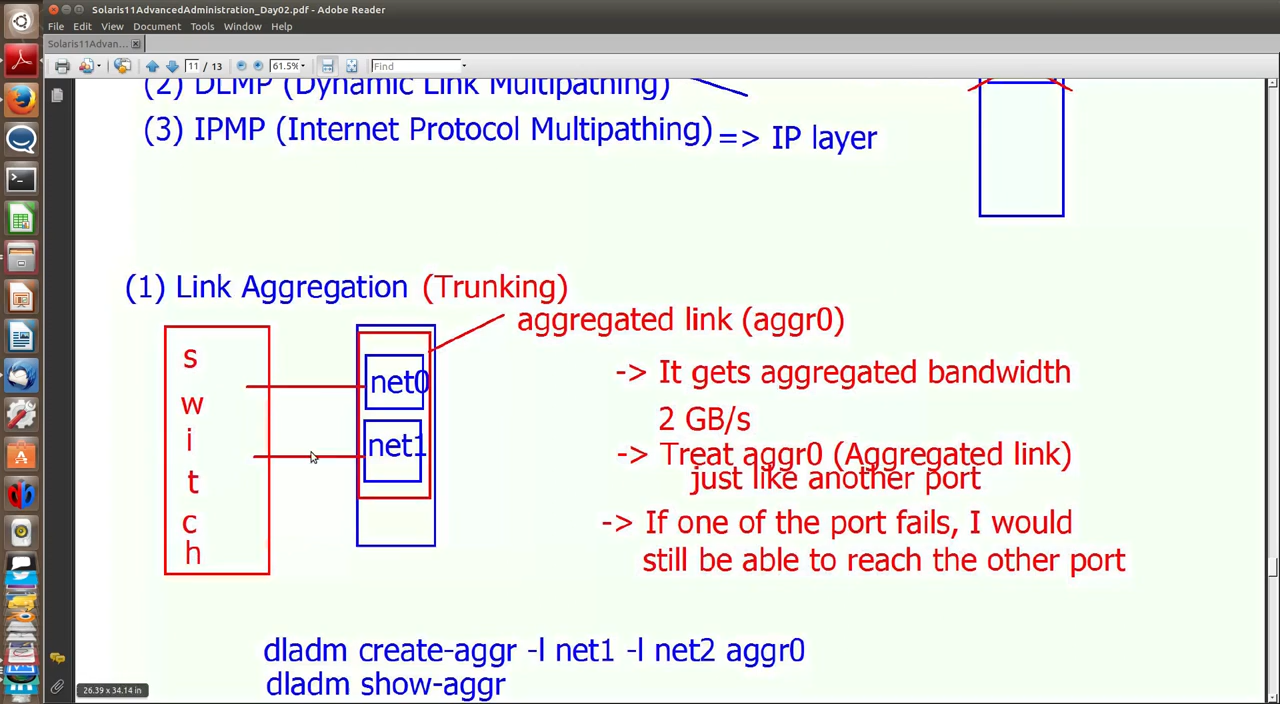 Solaris11AdvancedAdministration_Day02.pdf - Adobe Reader
File Edit View Document Tools Window Help
Solaris11Advan...
11 / 13 61.5% Find
(2) DLMP (Dynamic Link Multipathing)
(3) IPMP (Internet Protocol Multipathing) => IP layer
(1) Link Aggregation (Trunking)
aggregated link (aggr0)
s
w
i
t
c
h
net0
net1
-> It gets aggregated bandwidth
2 GB/s
-> Treat aggr0 (Aggregated link)
just like another port
-> If one of the port fails, I would
still be able to reach the other port
dladm create-aggr -l net1 -l net2 aggr0
dladm show-aggr
26.39 x 34.14 in